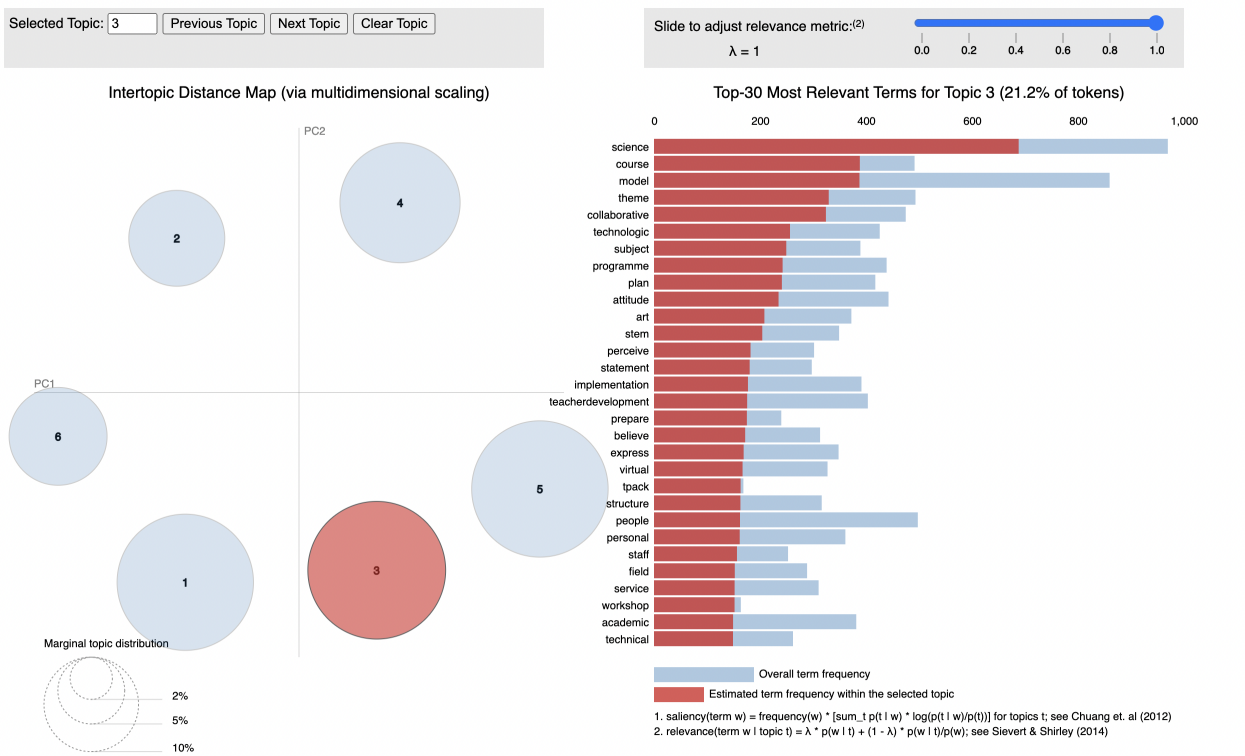 Selected Topic: 3 Previous Topic Next Topic Clear Topic
Slide to adjust relevance metric:(2)
λ = 1
0.0 0.2 0.4 0.6 0.8 1.0
Intertopic Distance Map (via multidimensional scaling)
PC2
PC1
2
4
6
5
1
3
Marginal topic distribution
2%
5%
10%
Top-30 Most Relevant Terms for Topic 3 (21.2% of tokens)
0 200 400 600 800 1,000
science
course
model
theme
collaborative
technologic
subject
programme
plan
attitude
art
stem
perceive
statement
implementation
teacherdevelopment
prepare
believe
express
virtual
tpack
structure
people
personal
staff
field
service
workshop
academic
technical
Overall term frequency
Estimated term frequency within the selected topic
1. saliency(term w) = frequency(w) * [sum_t p(t | w) * log(p(t | w)/p(t))] for topics t; see Chuang et. al (2012)
2. relevance(term w | topic t) = λ * p(w | t) + (1 - λ) * p(w | t)/p(w); see Sievert & Shirley (2014)